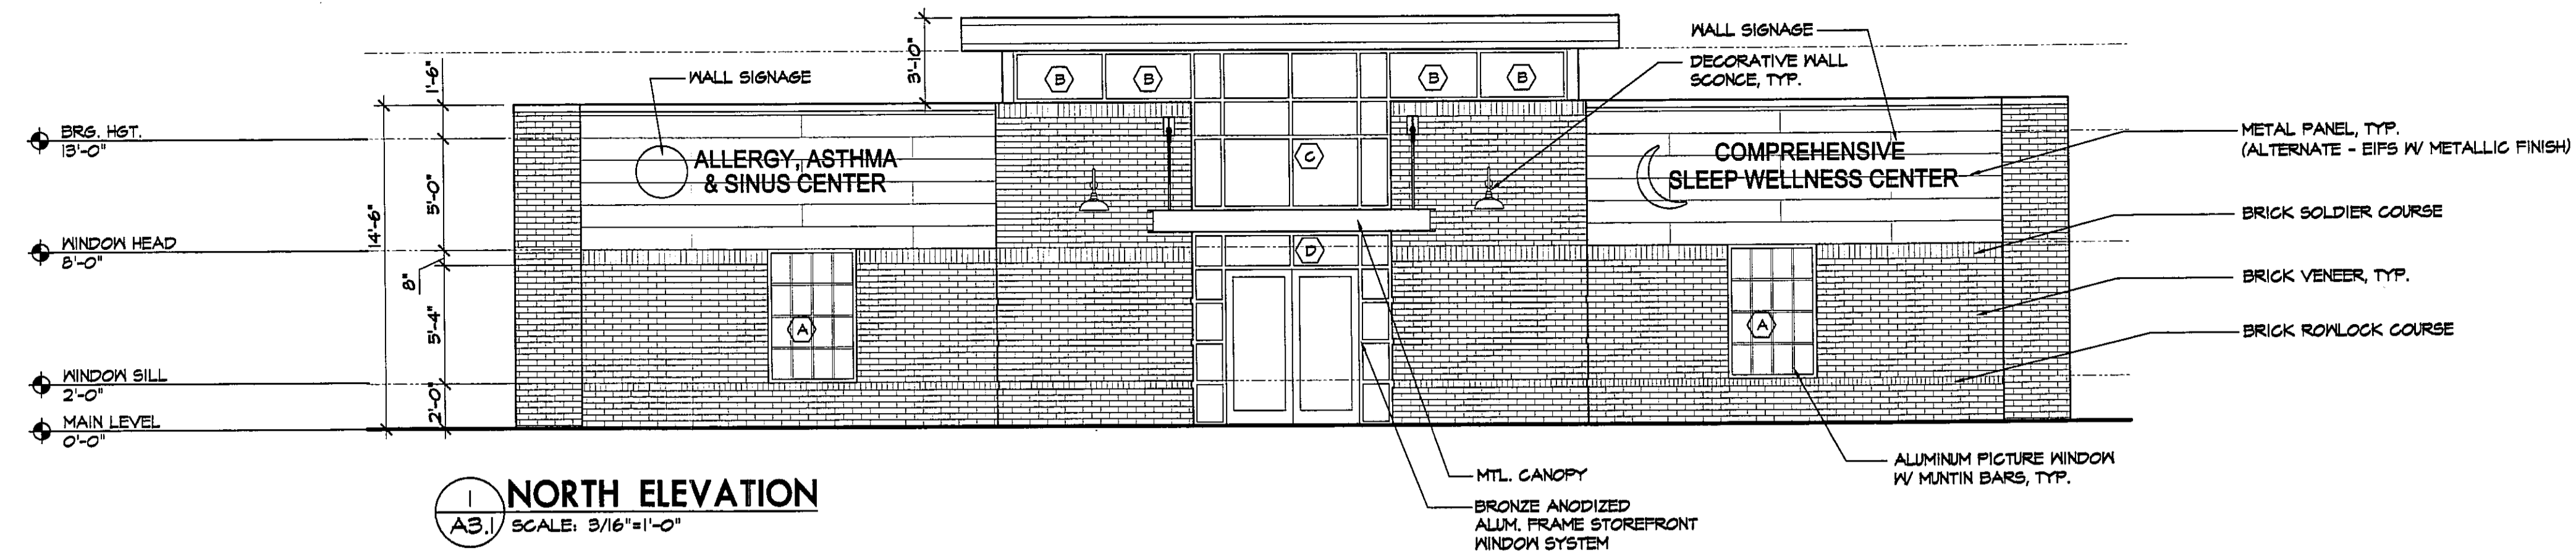 WALL SIGNAGE
DECORATIVE WALL
SCONCE, TYP.
WALL SIGNAGE
3'-10"
1'-6"
B
B
B
B
BRG. HGT.
13'-0"
METAL PANEL, TYP.
(ALTERNATE - EIFS W/ METALLIC FINISH)
ALLERGY, ASTHMA
& SINUS CENTER
C
COMPREHENSIVE
SLEEP WELLNESS CENTER
5'-0"
14'-6"
BRICK SOLDIER COURSE
WINDOW HEAD
8'-0"
D
8"
BRICK VENEER, TYP.
5'-4"
A
A
BRICK ROWLOCK COURSE
WINDOW SILL
2'-0"
2'-0"
MAIN LEVEL
0'-0"
ALUMINUM PICTURE WINDOW
W/ MUNTIN BARS, TYP.
MTL. CANOPY
BRONZE ANODIZED
ALUM. FRAME STOREFRONT
WINDOW SYSTEM
1
A3.1
NORTH ELEVATION
SCALE: 3/16"=1'-0"